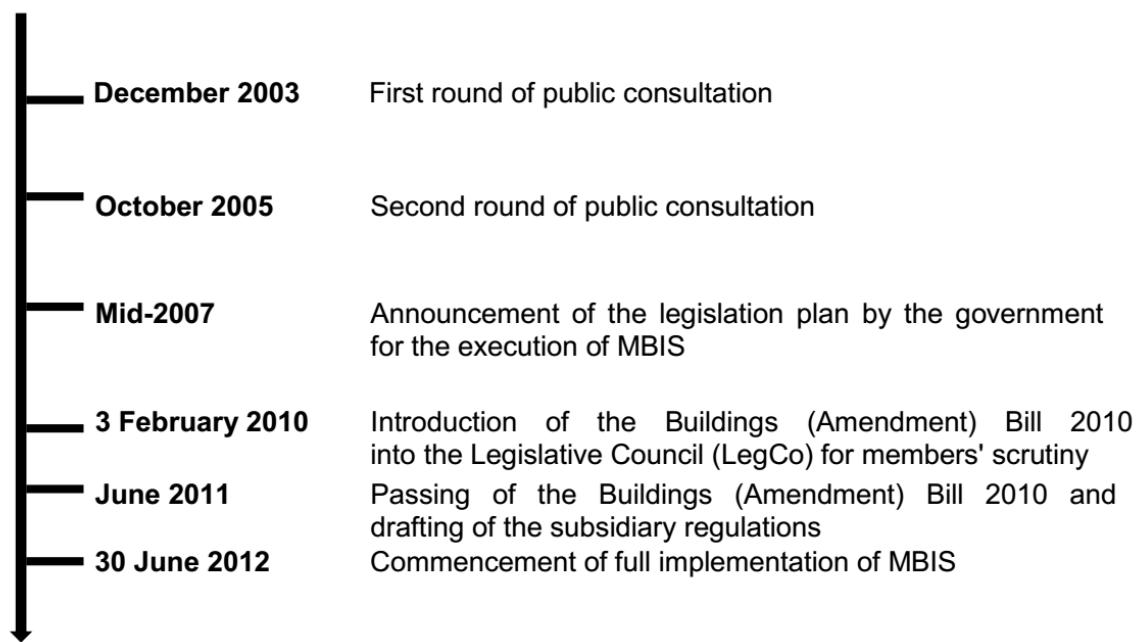 December 2003 First round of public consultation
October 2005 Second round of public consultation
Mid-2007 Announcement of the legislation plan by the government
for the execution of MBIS
3 February 2010 Introduction of the Buildings (Amendment) Bill 2010
into the Legislative Council (LegCo) for members' scrutiny
June 2011 Passing of the Buildings (Amendment) Bill 2010 and
drafting of the subsidiary regulations
30 June 2012 Commencement of full implementation of MBIS